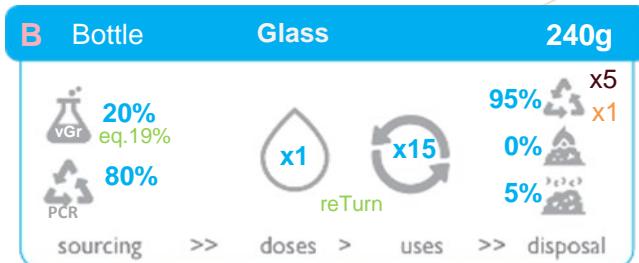 B Bottle Glass 240g
vGr 20% eq.19%
PCR 80%
x1
x15
reTurn
95% x5 x1
0%
5%
sourcing >> doses > uses >> disposal